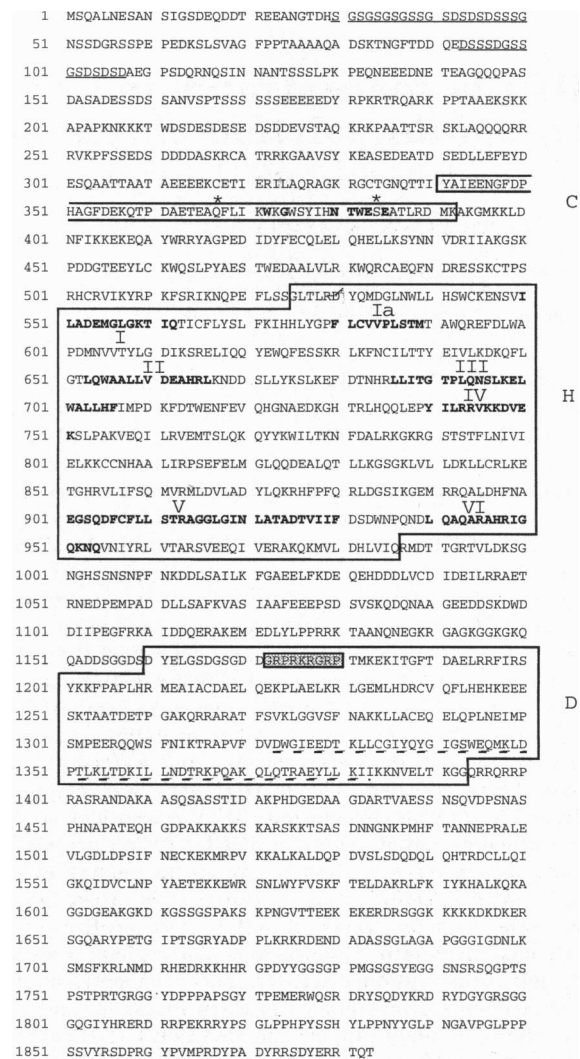 1 MSQALNESAN SIGSDEQDDT REEANGTDHS GSGSGSGSSG SDSDSDSSSG
51 NSSDGRSSPE PEDKSLSVAG FPPTAAAAQA DSKTNGFTDD QEDSSSDGSS
101 GSDSDSDAEG PSDQRNQSIN NANTSSSLPK PEQNEEEDNE TEAGQQQPAS
151 DASADESSDS SANVSPTSSS SSSEEEEEDY RPKRTRQARK PPTAAEKSKK
201 APAPKNKKKT WDSDESDESE DSDDEVSTAQ KRKPAATTSR SKLAQQQQRR
251 RVKPFSSEDS DDDDASKRCA TRRKGAAVSY KEASEDEATD SEDLLEFEYD
301 ESQAATTAAT AEEEEKCETI ERILAQRAGK RGCTGNQTTI YAIEENGFDP
* * C
351 HAGFDEKQTP DAETEAQFLI KWKGWSYIHN TWESEATLRD MKAKGMKKLD
401 NFIKKEKEQA YWRRYAGPED IDYFECQLEL QHELLKSYNN VDRIIAKGSK
451 PDDGTEEYLC KWQSLPYAES TWEDAALVLR KWQRCAEQFN DRESSKCTPS
501 RHCRVIKYRP KFSRIKNQPE FLSSGLTLRD YQMDGLNWLL HSWCKENSVI
Ia
551 LADEMGLGKT IQTICFLYSL FKIHHLYGPF LCVVPLSTMT AWQREFDLWA
I
601 PDMNVVTYLG DIKSRELIQQ YEWQFESSKR LKFNCILTTY EIVLKDKQFL
II III H
651 GTLQWAALLV DEAHRLKNDD SLLYKSLKEF DTNHRLLITG TPLQNSLKEL
IV
701 WALLHFIMPD KFDTWENFEV QHGNAEDKGH TRLHQQLEPY ILRRVKKDVE
751 KSLPAKVEQI LRVEMTSLQK QYYKWILTKN FDALRKGKRG STSTFLNIVI
801 ELKKCCNHAA LIRPSEFELM GLQQDEALQT LLKGSGKLVL LDKLLCRLKE
851 TGHRVLIFSQ MVRMLDVLAD YLQKRHFPFQ RLDGSIKGEM RRQALDHFNA
V VI
901 EGSQDFCFLL STRAGGLGIN LATADTVIIF DSDWNPQNDL QAQARAHRIG
951 QKNQVNIYRL VTARSVEEQI VERAKQKMVL DHLVIQRMDT TGRTVLDKSG
1001 NGHSSNSNPF NKDDLSAILK FGAEELFKDE QEHDDDLVCD IDEILRRAET
1051 RNEDPEMPAD DLLSAFKVAS IAAFEEEPSD SVSKQDQNAA GEEDDSKDWD
1101 DIIPEGFRKA IDDQERAKEM EDLYLPPRRK TAANQNEGKR GAGKGGKGKQ
1151 QADDSGGDSD YELGSDGSGD DGRPRKRGRP TMKEKITGFT DAELRRFIRS
1201 YKKFPAPLHR MEAIACDAEL QEKPLAELKR LGEMLHDRCV QFLHEHKEEE
D
1251 SKTAATDETP GAKQRRARAT FSVKLGGVSF NAKKLLACEQ ELQPLNEIMP
1301 SMPEERQQWS FNIKTRAPVF DVDWGIEEDT KLLCGIYQYG IGSWEQMKLD
1351 PTLKLTDKIL LNDTRKPQAK QLQTRAEYLL KIIKKNVELT KGGQRRQRRP
1401 RASRANDAKA ASQSASSTID AKPHDGEDAA GDARTVAESS NSQVDPSNAS
1451 PHNAPATEQH GDPAKKAKKS KARSKKTSAS DNNGNKPMHF TANNEPRALE
1501 VLGDLDPSIF NECKEKMRPV KKALKALDQP DVSLSDQDQL QHTRDCLLQI
1551 GKQIDVCLNP YAETEKKEWR SNLWYFVSKF TELDAKRLFK IYKHALKQKA
1601 GGDGEAKGKD KGSSGSPAKS KPNGVTTEEK EKERDRSGGK KKKKDKDKER
1651 SGQARYPETG IPTSGRYADP PLKRKRDEND ADASSGLAGA PGGGIGDNLK
1701 SMSFKRLNMD RHEDRKKHHR GPDYYGGSGP PMGSGSYEGG SNSRSQGPTS
1751 PSTPRTGRGG YDPPPAPSGY TPEMERWQSR DRYSQDYKRD RYDGYGRSGG
1801 GQGIYHRERD RRPEKRRYPS GLPPHPYSSH YLPPNYYGLP NGAVPGLPPP
1851 SSVYRSDPRG YPVMPRDYPA DYRRSDYERR TQT